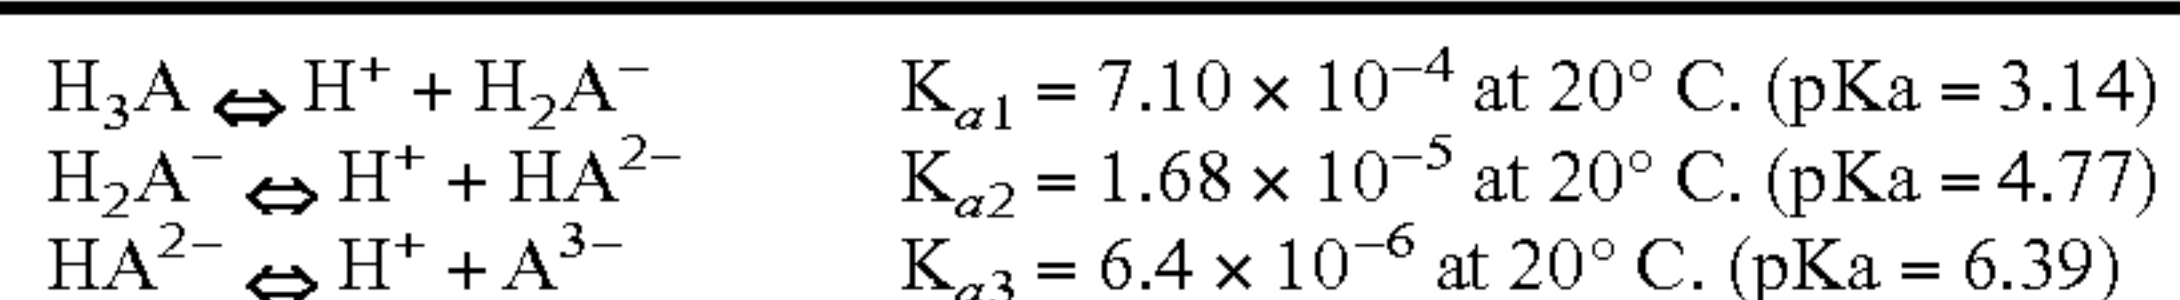 H₃A ⇔ H⁺ + H₂A⁻ Kₐ₁ = 7.10 × 10⁻⁴ at 20° C. (pKa = 3.14)
H₂A⁻ ⇔ H⁺ + HA²⁻ Kₐ₂ = 1.68 × 10⁻⁵ at 20° C. (pKa = 4.77)
HA²⁻ ⇔ H⁺ + A³⁻ Kₐ₃ = 6.4 × 10⁻⁶ at 20° C. (pKa = 6.39)